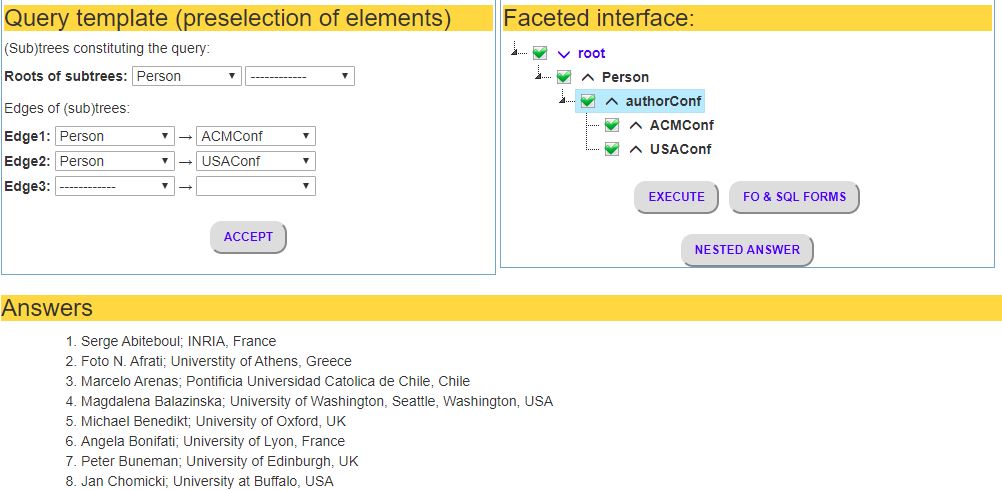 Query template (preselection of elements)
(Sub)trees constituting the query:
Roots of subtrees: Person ------------
Edges of (sub)trees:
Edge1: Person → ACMConf
Edge2: Person → USAConf
Edge3: ------------ →
ACCEPT
Faceted interface:
root
Person
authorConf
ACMConf
USAConf
EXECUTE FO & SQL FORMS
NESTED ANSWER
Answers
1. Serge Abiteboul; INRIA, France
2. Foto N. Afrati; Universtity of Athens, Greece
3. Marcelo Arenas; Pontificia Universidad Catolica de Chile, Chile
4. Magdalena Balazinska; University of Washington, Seattle, Washington, USA
5. Michael Benedikt; University of Oxford, UK
6. Angela Bonifati; University of Lyon, France
7. Peter Buneman; University of Edinburgh, UK
8. Jan Chomicki; University at Buffalo, USA